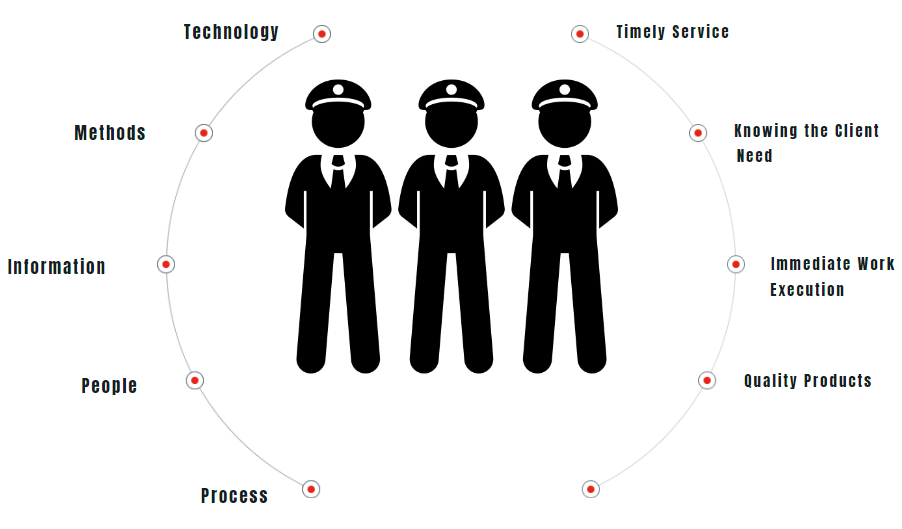 Technology
Methods
Information
People
Process
Timely Service
Knowing the Client
Need
Immediate Work
Execution
Quality Products